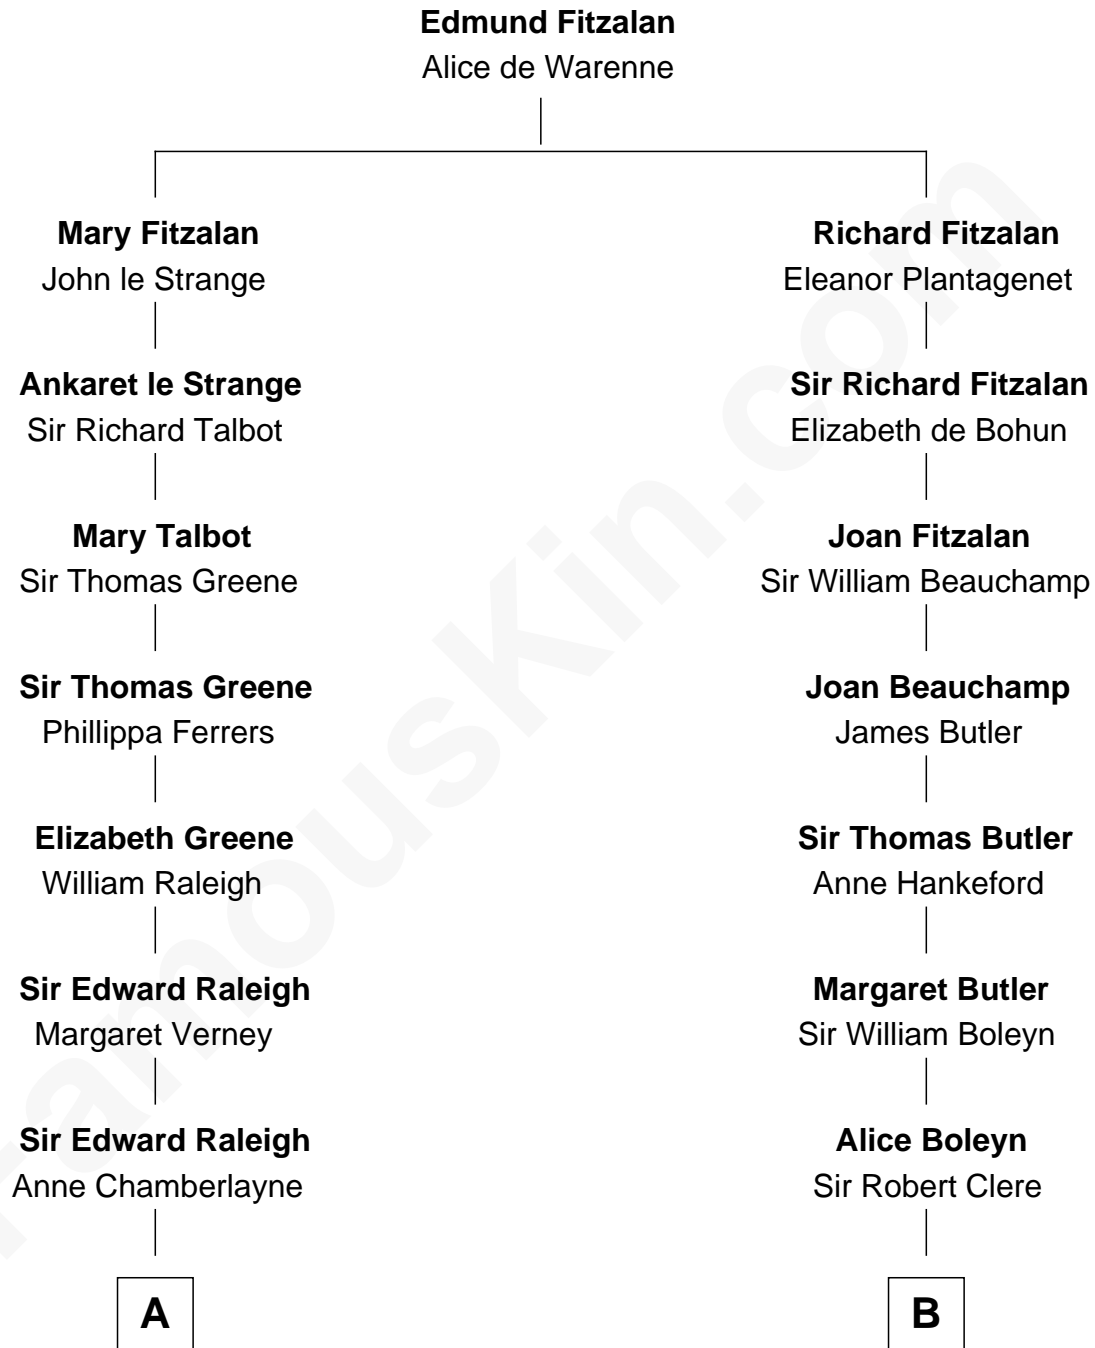 Edmund Fitzalan
Alice de Warenne
Mary Fitzalan
John le Strange
Richard Fitzalan
Eleanor Plantagenet
Ankaret le Strange
Sir Richard Talbot
Sir Richard Fitzalan
Elizabeth de Bohun
Mary Talbot
Sir Thomas Greene
Joan Fitzalan
Sir William Beauchamp
Sir Thomas Greene
Phillippa Ferrers
Joan Beauchamp
James Butler
Elizabeth Greene
William Raleigh
Sir Thomas Butler
Anne Hankeford
Sir Edward Raleigh
Margaret Verney
Margaret Butler
Sir William Boleyn
Sir Edward Raleigh
Anne Chamberlayne
Alice Boleyn
Sir Robert Clere
A
B
FamousKin.com